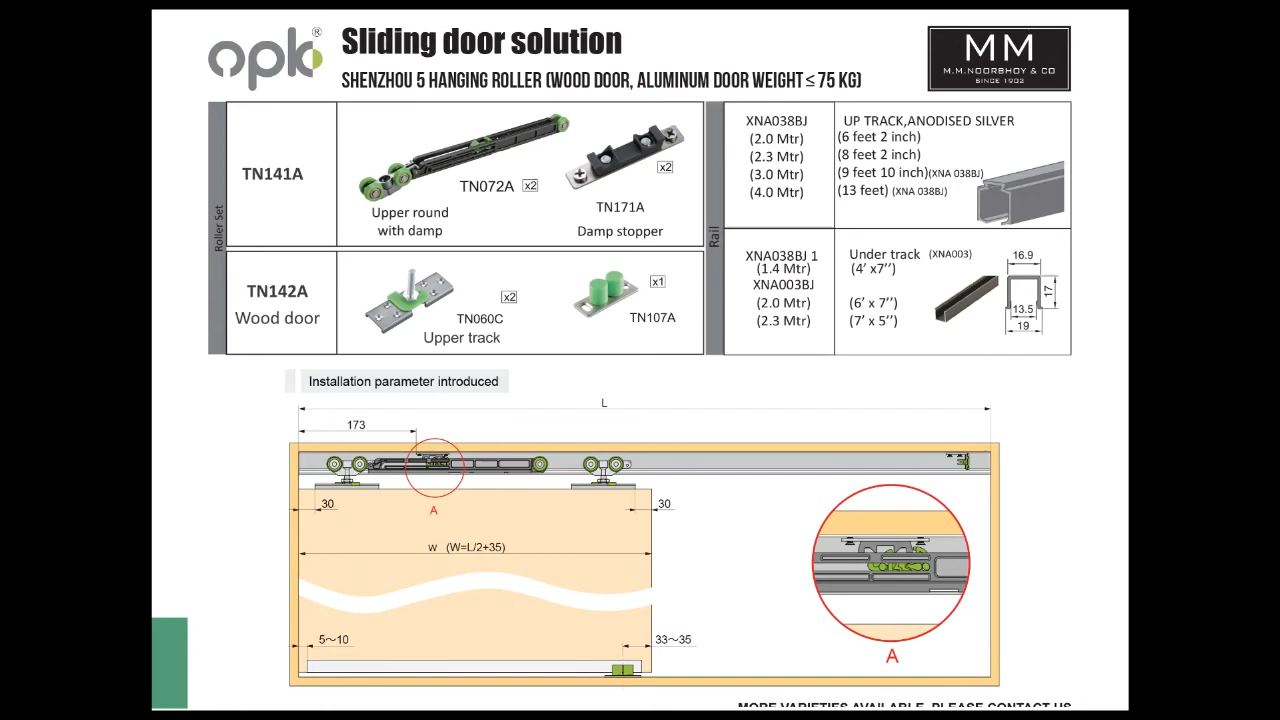 opk®
Sliding door solution
SHENZHOU 5 HANGING ROLLER (WOOD DOOR, ALUMINUM DOOR WEIGHT ≤ 75 KG)
MM
M.M.NOORBHOY & CO
SINCE 1902
Roller Set
TN141A
TN072A x2
Upper round
with damp
x2
TN171A
Damp stopper
TN142A
Wood door
x2
TN060C
Upper track
x1
TN107A
Rail
XNA038BJ
(2.0 Mtr)
(2.3 Mtr)
(3.0 Mtr)
(4.0 Mtr)
UP TRACK,ANODISED SILVER
(6 feet 2 inch)
(8 feet 2 inch)
(9 feet 10 inch)(XNA 038BJ)
(13 feet) (XNA 038BJ)
XNA038BJ 1
(1.4 Mtr)
XNA003BJ
(2.0 Mtr)
(2.3 Mtr)
Under track (XNA003)
(4’ x7’’)
(6’ x 7’’)
(7’ x 5’’)
16.9
17
13.5
19
Installation parameter introduced
L
173
30
A
30
W (W=L/2+35)
5～10
33～35
A
MORE VARIETIES AVAILABLE, PLEASE CONTACT US